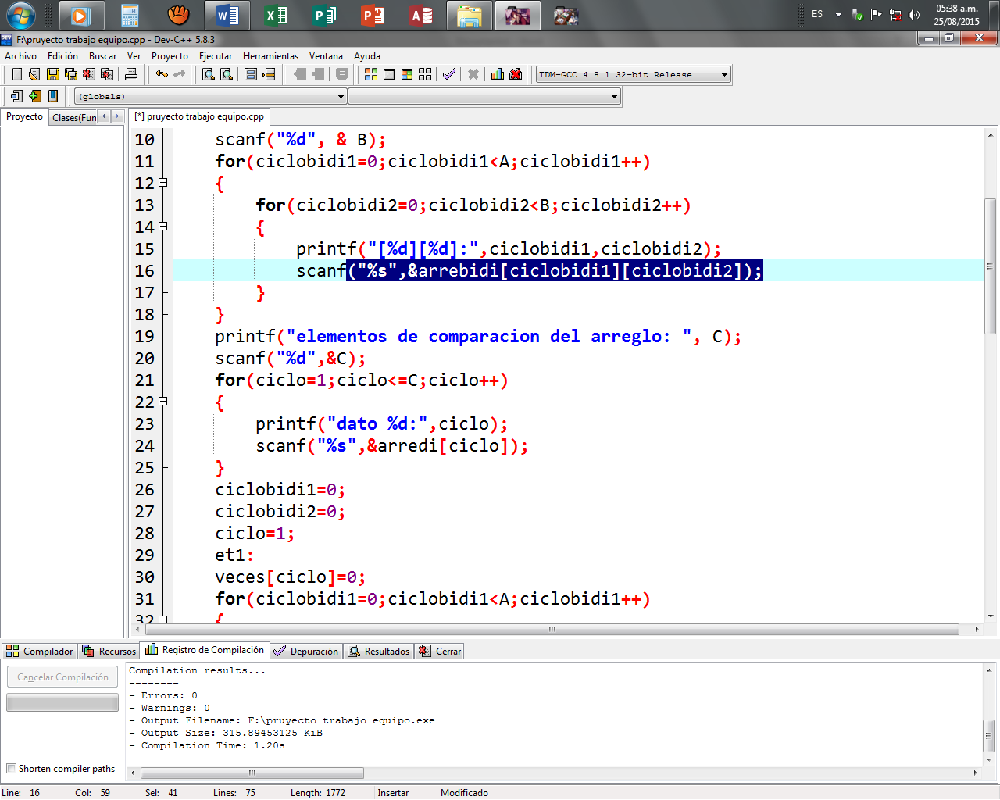 ES
05:38 a.m.
25/08/2015
F:\pruyecto trabajo equipo.cpp - Dev-C++ 5.8.3
Archivo Edición Buscar Ver Proyecto Ejecutar Herramientas Ventana Ayuda
TDM-GCC 4.8.1 32-bit Release
(globals)
Proyecto Clases(Fun
[*] pruyecto trabajo equipo.cpp
10 scanf("%d", & B);
11 for(ciclobidi1=0;ciclobidi1<A;ciclobidi1++)
12 {
13 for(ciclobidi2=0;ciclobidi2<B;ciclobidi2++)
14 {
15 printf("[%d][%d]:",ciclobidi1,ciclobidi2);
16 scanf("%s",&arrebidi[ciclobidi1][ciclobidi2]);
17 }
18 }
19 printf("elementos de comparacion del arreglo: ", C);
20 scanf("%d",&C);
21 for(ciclo=1;ciclo<=C;ciclo++)
22 {
23 printf("dato %d:",ciclo);
24 scanf("%s",&arredi[ciclo]);
25 }
26 ciclobidi1=0;
27 ciclobidi2=0;
28 ciclo=1;
29 et1:
30 veces[ciclo]=0;
31 for(ciclobidi1=0;ciclobidi1<A;ciclobidi1++)
32 {
Compilador Recursos Registro de Compilación Depuración Resultados Cerrar
Cancelar Compilación
Shorten compiler paths
Compilation results...
--------
- Errors: 0
- Warnings: 0
- Output Filename: F:\pruyecto trabajo equipo.exe
- Output Size: 315.89453125 KiB
- Compilation Time: 1.20s
Line: 16 Col: 59 Sel: 41 Lines: 75 Length: 1772 Insertar Modificado